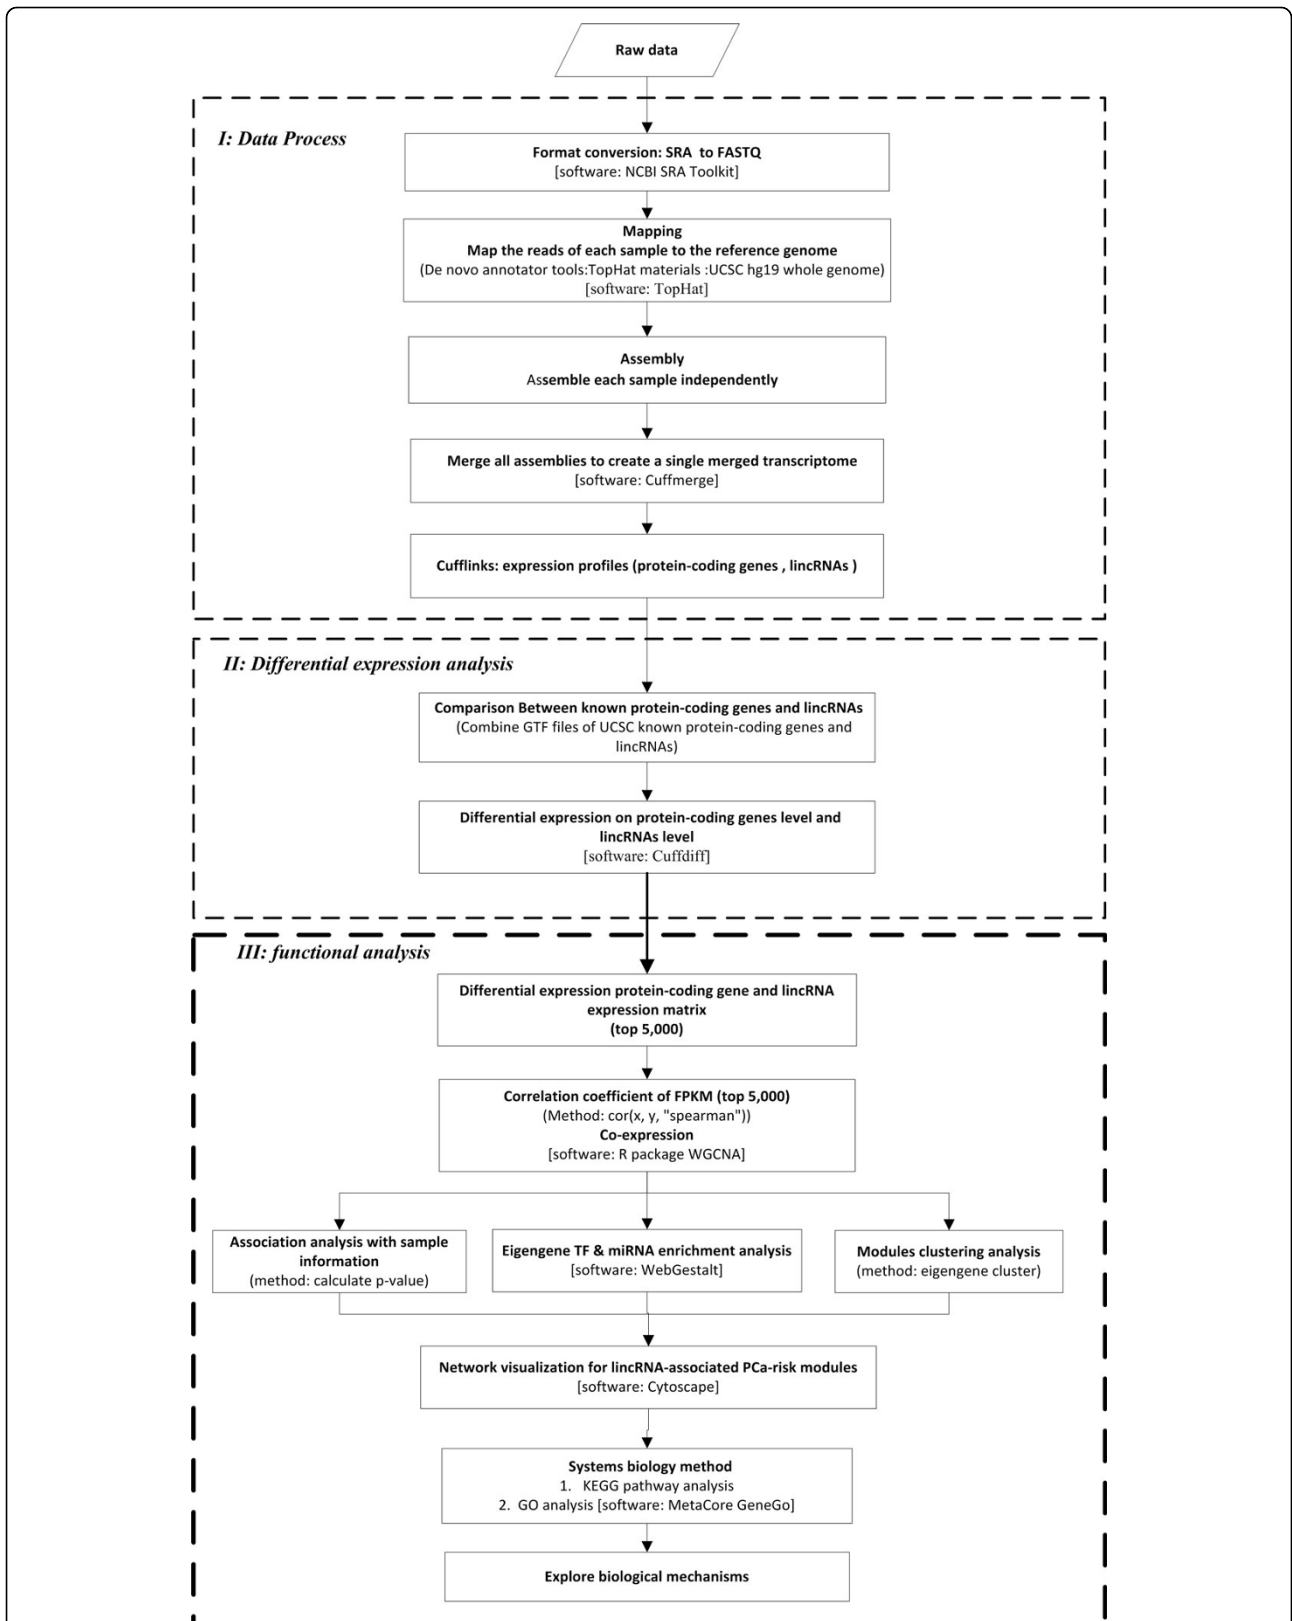 Raw data
I: Data Process
Format conversion: SRA to FASTQ
[software: NCBI SRA Toolkit]
Mapping
Map the reads of each sample to the reference genome
(De novo annotator tools:TopHat materials :UCSC hg19 whole genome)
[software: TopHat]
Assembly
Assemble each sample independently
Merge all assemblies to create a single merged transcriptome
[software: Cuffmerge]
Cufflinks: expression profiles (protein-coding genes , lincRNAs )
II: Differential expression analysis
Comparison Between known protein-coding genes and lincRNAs
(Combine GTF files of UCSC known protein-coding genes and
lincRNAs)
Differential expression on protein-coding genes level and
lincRNAs level
[software: Cuffdiff]
III: functional analysis
Differential expression protein-coding gene and lincRNA
expression matrix
(top 5,000)
Correlation coefficient of FPKM (top 5,000)
(Method: cor(x, y, "spearman"))
Co-expression
[software: R package WGCNA]
Association analysis with sample
information
(method: calculate p-value)
Eigengene TF & miRNA enrichment analysis
[software: WebGestalt]
Modules clustering analysis
(method: eigengene cluster)
Network visualization for lincRNA-associated PCa-risk modules
[software: Cytoscape]
Systems biology method
1. KEGG pathway analysis
2. GO analysis [software: MetaCore GeneGo]
Explore biological mechanisms